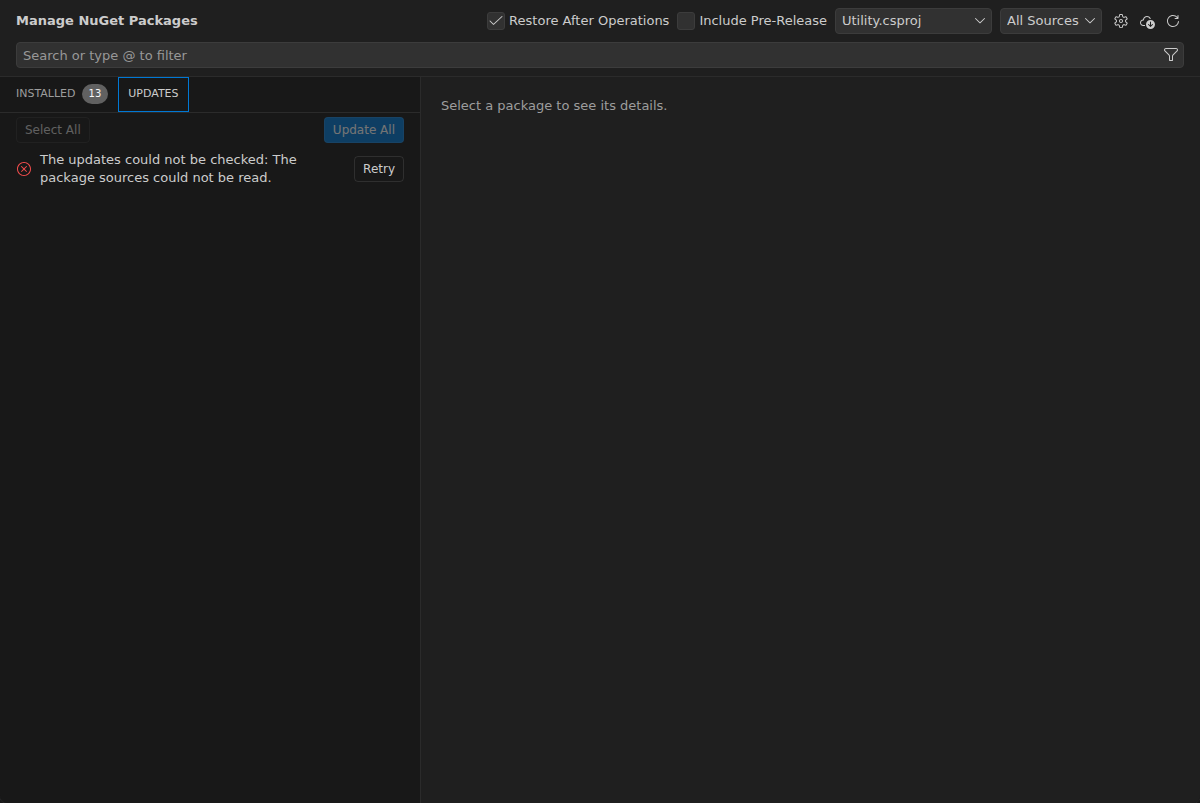 Manage NuGet Packages
Restore After Operations
Include Pre-Release
Utility.csproj
All Sources
Search or type @ to filter
INSTALLED 13
UPDATES
Select All
Update All
The updates could not be checked: The
package sources could not be read.
Retry
Select a package to see its details.